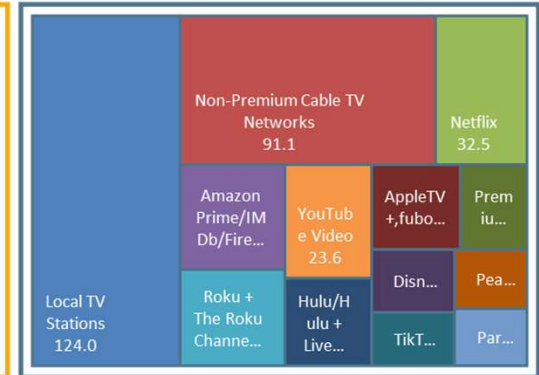 Local TV
Stations
124.0
Non-Premium Cable TV
Networks
91.1
Netflix
32.5
Amazon
Prime/IM
Db/Fire...
YouTub
e Video
23.6
AppleTV
+,fubo...
Prem
iu...
Roku +
The Roku
Channe...
Hulu/H
ulu +
Live...
Disn...
Pea...
TikT...
Par...